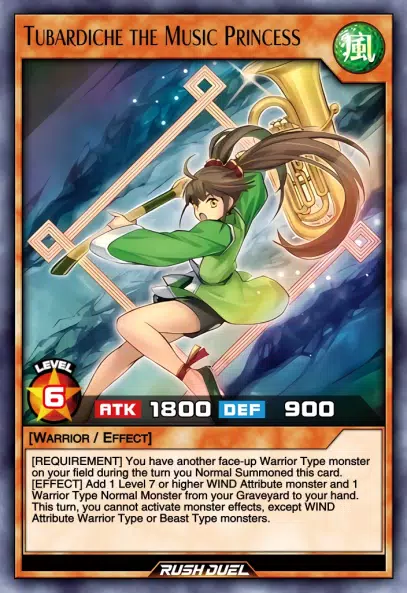 TUBARDICHE THE MUSIC PRINCESS
風
LEVEL
6
ATK 1800 DEF 900
[WARRIOR / EFFECT]
[REQUIREMENT] You have another face-up Warrior Type monster
on your field during the turn you Normal Summoned this card.
[EFFECT] Add 1 Level 7 or higher WIND Attribute monster and 1
Warrior Type Normal Monster from your Graveyard to your hand.
This turn, you cannot activate monster effects, except WIND
Attribute Warrior Type or Beast Type monsters.
RUSH DUEL